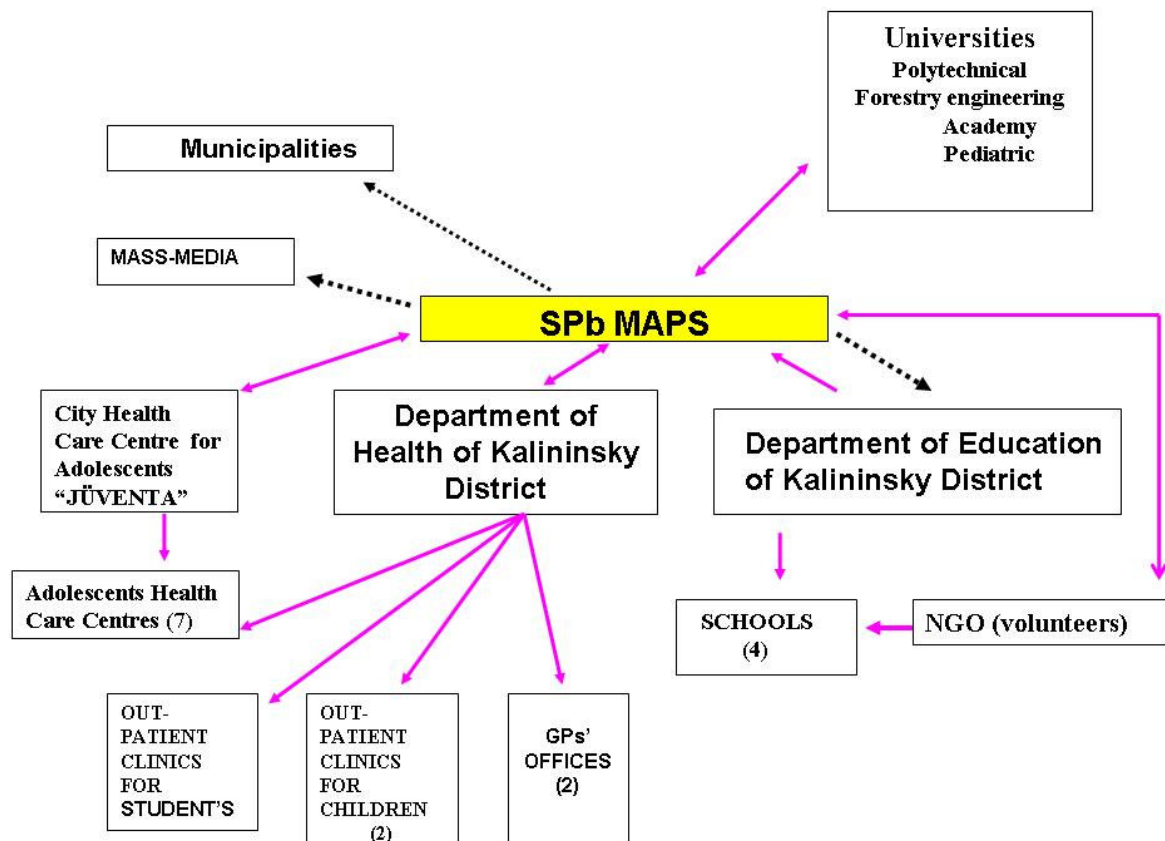 Universities
Polytechnical
Forestry engineering
Academy
Pediatric
Municipalities
MASS-MEDIA
SPb MAPS
City Health
Care Centre for
Adolescents
“JÜVENTA”
Department of
Health of Kalininsky
District
Department of Education
of Kalininsky District
Adolescents Health
Care Centres (7)
SCHOOLS
(4)
NGO (volunteers)
OUT-
PATIENT
CLINICS
FOR
STUDENT’S
OUT-
PATIENT
CLINICS
FOR
CHILDREN
(2)
GPs’
OFFICES
(2)